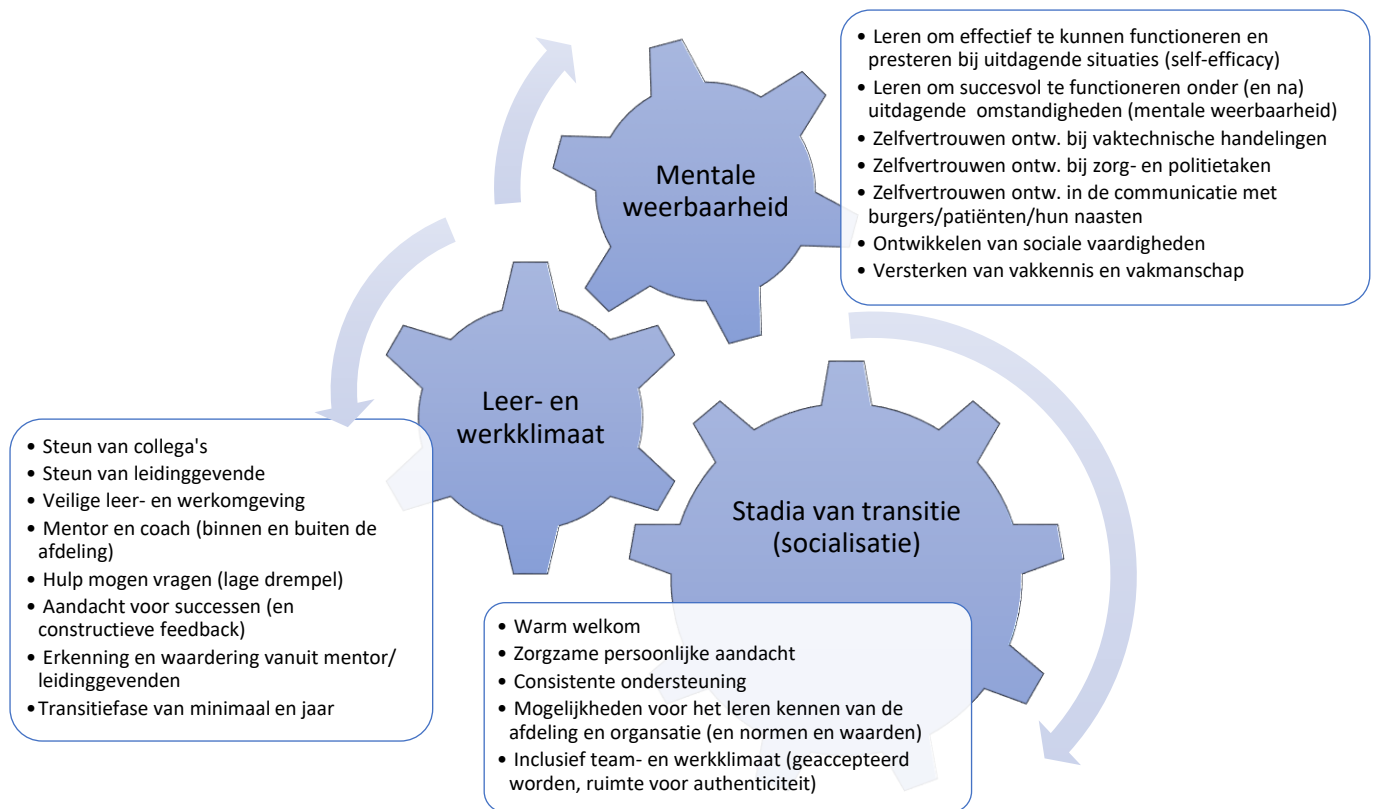 • Leren om effectief te kunnen functioneren en
presteren bij uitdagende situaties (self-efficacy)
• Leren om succesvol te functioneren onder (en na)
uitdagende omstandigheden (mentale weerbaarheid)
• Zelfvertrouwen ontw. bij vaktechnische handelingen
• Zelfvertrouwen ontw. bij zorg- en politietaken
• Zelfvertrouwen ontw. in de communicatie met
burgers/patiënten/hun naasten
• Ontwikkelen van sociale vaardigheden
• Versterken van vakkennis en vakmanschap
Mentale
weerbaarheid
Leer- en
werkklimaat
• Steun van collega's
• Steun van leidinggevende
• Veilige leer- en werkomgeving
• Mentor en coach (binnen en buiten de
afdeling)
• Hulp mogen vragen (lage drempel)
• Aandacht voor successen (en
constructieve feedback)
• Erkenning en waardering vanuit mentor/
leidinggevenden
• Transitiefase van minimaal en jaar
Stadia van transitie
(socialisatie)
• Warm welkom
• Zorgzame persoonlijke aandacht
• Consistente ondersteuning
• Mogelijkheden voor het leren kennen van de
afdeling en organsatie (en normen en waarden)
• Inclusief team- en werkklimaat (geaccepteerd
worden, ruimte voor authenticiteit)